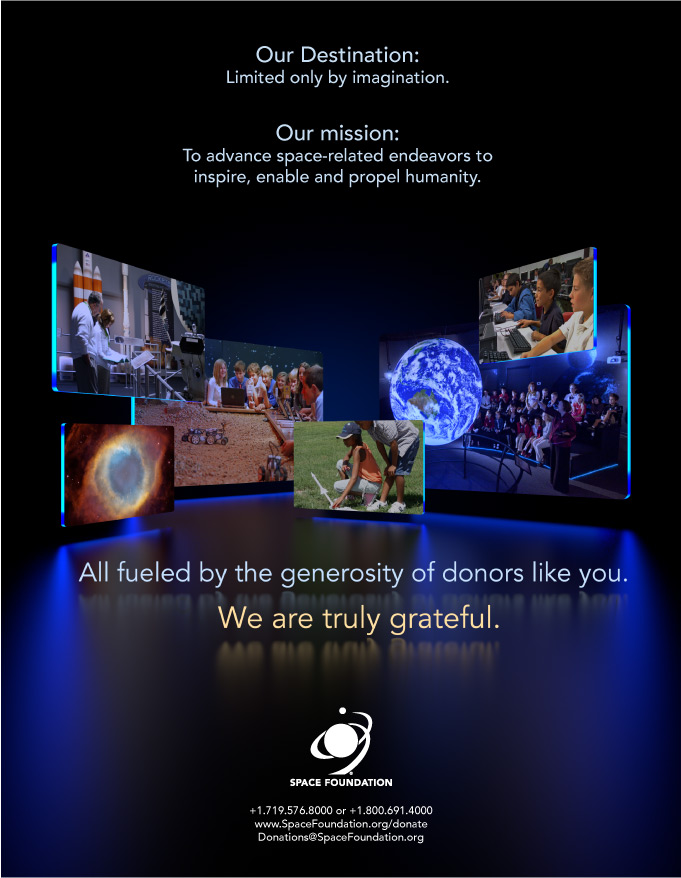 Our Destination:
Limited only by imagination.
Our mission:
To advance space-related endeavors to
inspire, enable and propel humanity.
All fueled by the generosity of donors like you.
We are truly grateful.
SPACE FOUNDATION
+1.719.576.8000 or +1.800.691.4000
www.SpaceFoundation.org/donate
Donations@SpaceFoundation.org